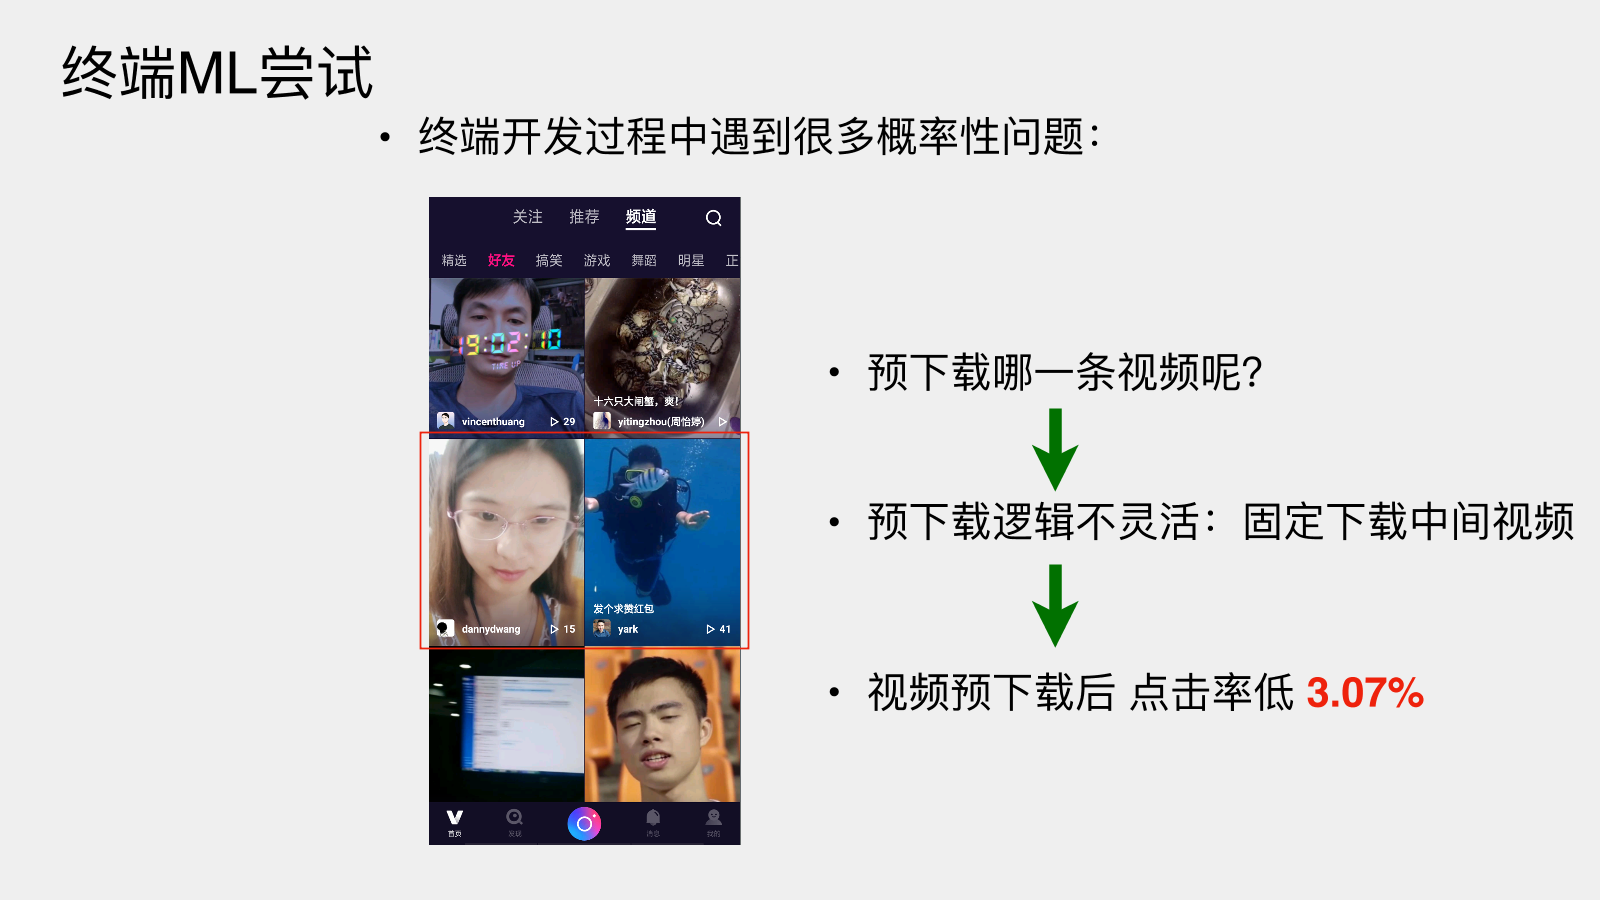 终端ML尝试
• 终端开发过程中遇到很多概率性问题：
关注 推荐 频道
精选 好友 搞笑 游戏 舞蹈 明星 正
19:02:10
TIME UP
十六只大闸蟹，爽！
vincenthuang 29
yitingzhou(周怡婷)
• 预下载哪一条视频呢？
• 预下载逻辑不灵活：固定下载中间视频
发个求赞红包
dannydwang 15
yark 41
• 视频预下载后 点击率低 3.07%
首页 发现 消息 我的